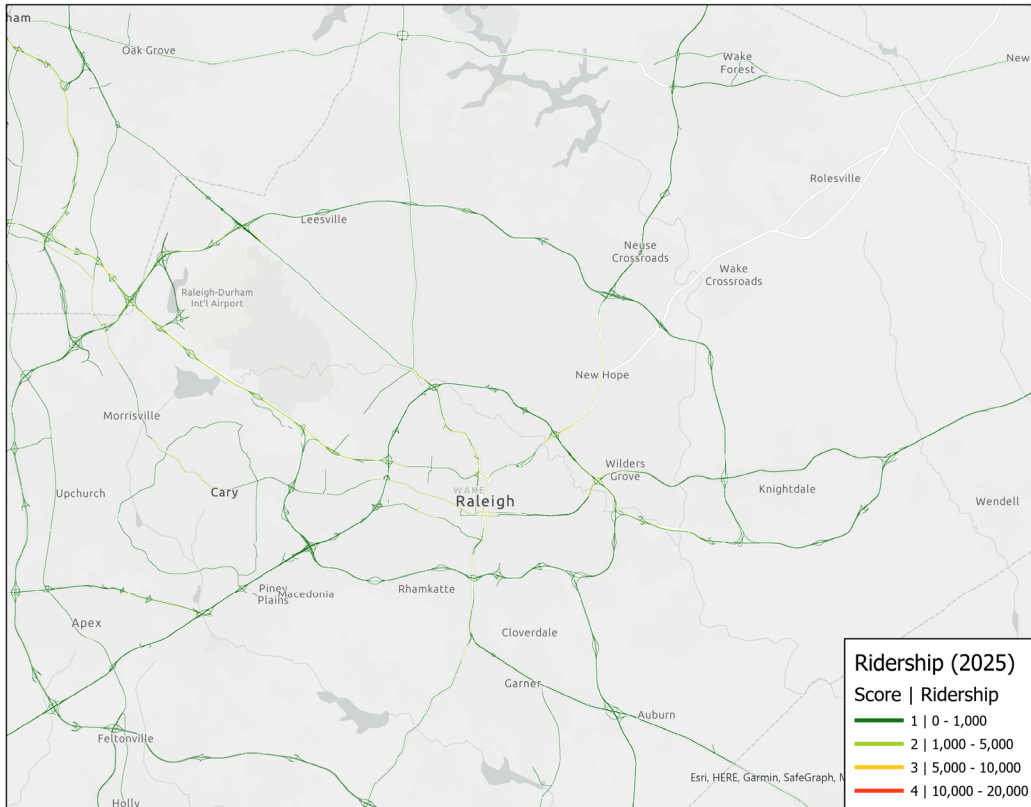 ham
Oak Grove
Wake
Forest
New
Rolesville
Leesville
Neuse
Crossroads
Wake
Crossroads
Raleigh-Durham
Int'l Airport
New Hope
Morrisville
Wilders
Grove
Upchurch
Cary
WAKE
Raleigh
Knightdale
Wendell
Piney
Plains
Macedonia
Rhamkatte
Apex
Cloverdale
Garner
Auburn
Feltonville
Holly
Esri, HERE, Garmin, SafeGraph, M
Ridership (2025)
Score | Ridership
1 | 0 - 1,000
2 | 1,000 - 5,000
3 | 5,000 - 10,000
4 | 10,000 - 20,000